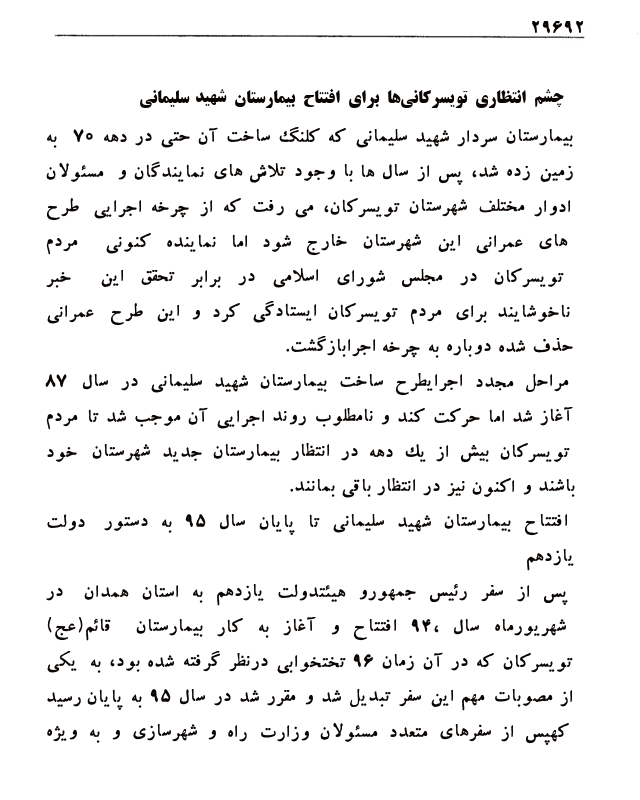 ۲۹۶۹۲
چشم انتظاری تویسرکانی‌ها برای افتتاح بیمارستان شهید سلیمانی
بیمارستان سردار شهید سلیمانی که کلنگ ساخت آن حتی در دهه ۷۰ به
زمین زده شد، پس از سال ها با وجود تلاش های نمایندگان و مسئولان
ادوار مختلف شهرستان تویسرکان، می رفت که از چرخه اجرایی طرح
های عمرانی این شهرستان خارج شود اما نماینده کنونی مردم
تویسرکان در مجلس شورای اسلامی در برابر تحقق این خبر
ناخوشایند برای مردم تویسرکان ایستادگی کرد و این طرح عمرانی
حذف شده دوباره به چرخه اجرابازگشت.
مراحل مجدد اجرایطرح ساخت بیمارستان شهید سلیمانی در سال ۸۷
آغاز شد اما حرکت کند و نامطلوب روند اجرایی آن موجب شد تا مردم
تویسرکان بیش از یك دهه در انتظار بیمارستان جدید شهرستان خود
باشند و اکنون نیز در انتظار باقی بمانند.
افتتاح بیمارستان شهید سلیمانی تا پایان سال ۹۵ به دستور دولت
یازدهم
پس از سفر رئیس جمهورو هیئتدولت یازدهم به استان همدان در
شهریورماه سال ،۹۴ افتتاح و آغاز به کار بیمارستان قائم(عج)
تویسرکان که در آن زمان ۹۶ تختخوابی درنظر گرفته شده بود، به یکی
از مصوبات مهم این سفر تبدیل شد و مقرر شد در سال ۹۵ به پایان رسید
کهپس از سفرهای متعدد مسئولان وزارت راه و شهرسازی و به ویژه